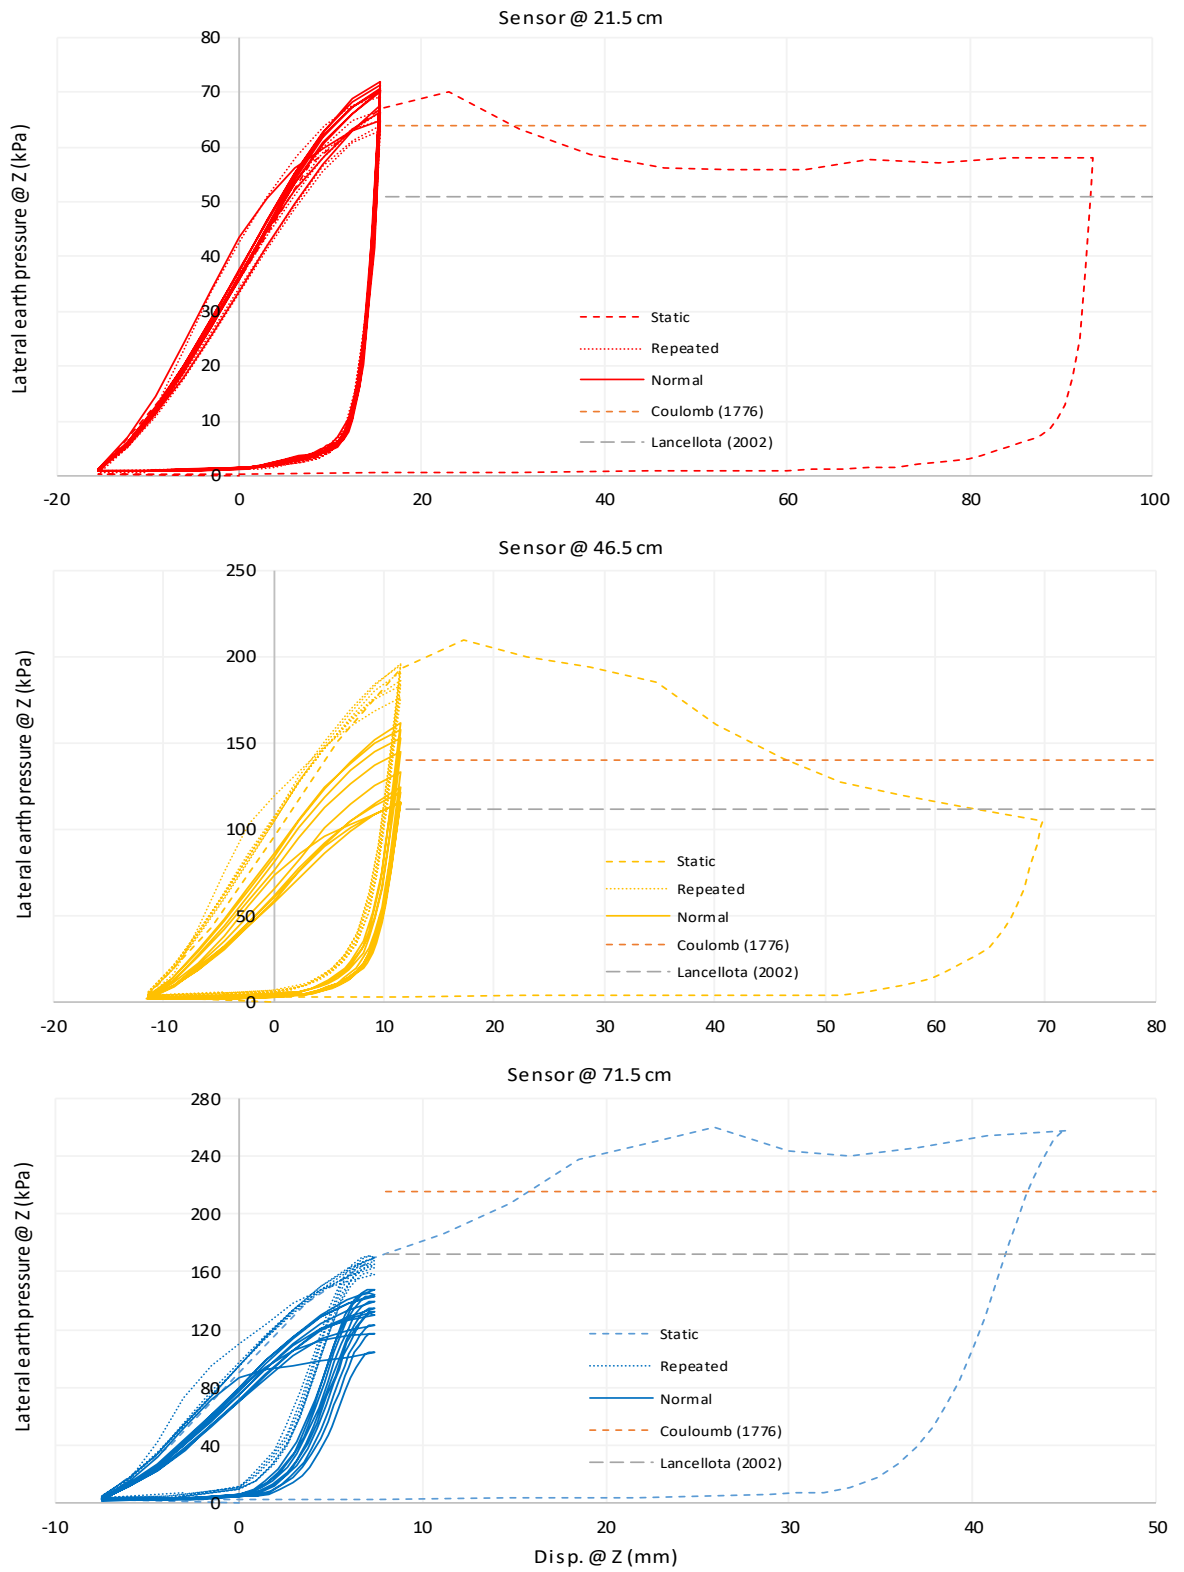 Sensor @ 21.5 cm
Lateral earth pressure @ Z (kPa)
80
70
60
50
40
30
20
10
0
-20
0
20
40
60
80
100
Static
Repeated
Normal
Coulomb (1776)
Lancellota (2002)
Sensor @ 46.5 cm
Lateral earth pressure @ Z (kPa)
250
200
150
100
50
0
-20
-10
0
10
20
30
40
50
60
70
80
Static
Repeated
Normal
Coulomb (1776)
Lancellota (2002)
Sensor @ 71.5 cm
Lateral earth pressure @ Z (kPa)
280
240
200
160
120
80
40
0
-10
0
10
20
30
40
50
Static
Repeated
Normal
Couloumb (1776)
Lancellota (2002)
Disp. @ Z (mm)